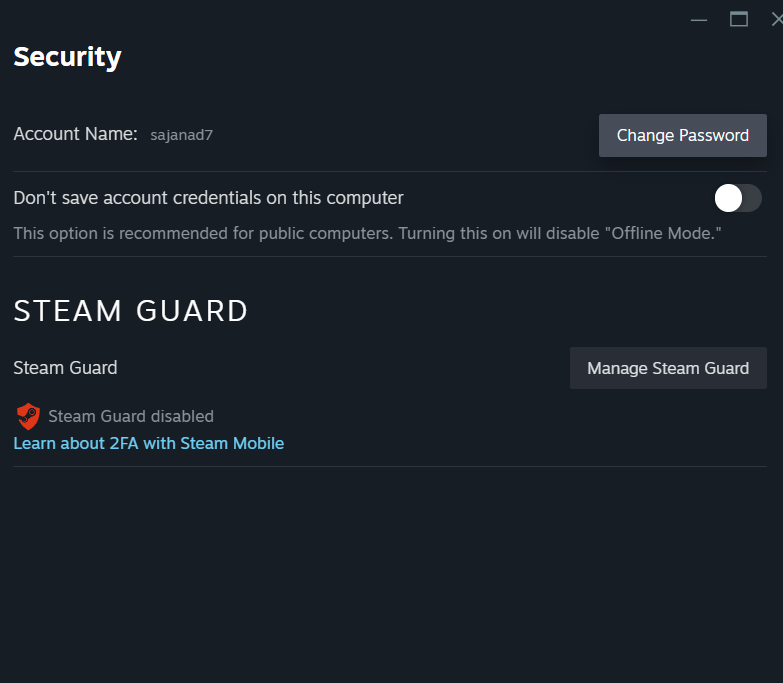 Security
Account Name: sajanad7
Change Password
Don't save account credentials on this computer
This option is recommended for public computers. Turning this on will disable "Offline Mode."
STEAM GUARD
Steam Guard
Manage Steam Guard
Steam Guard disabled
Learn about 2FA with Steam Mobile